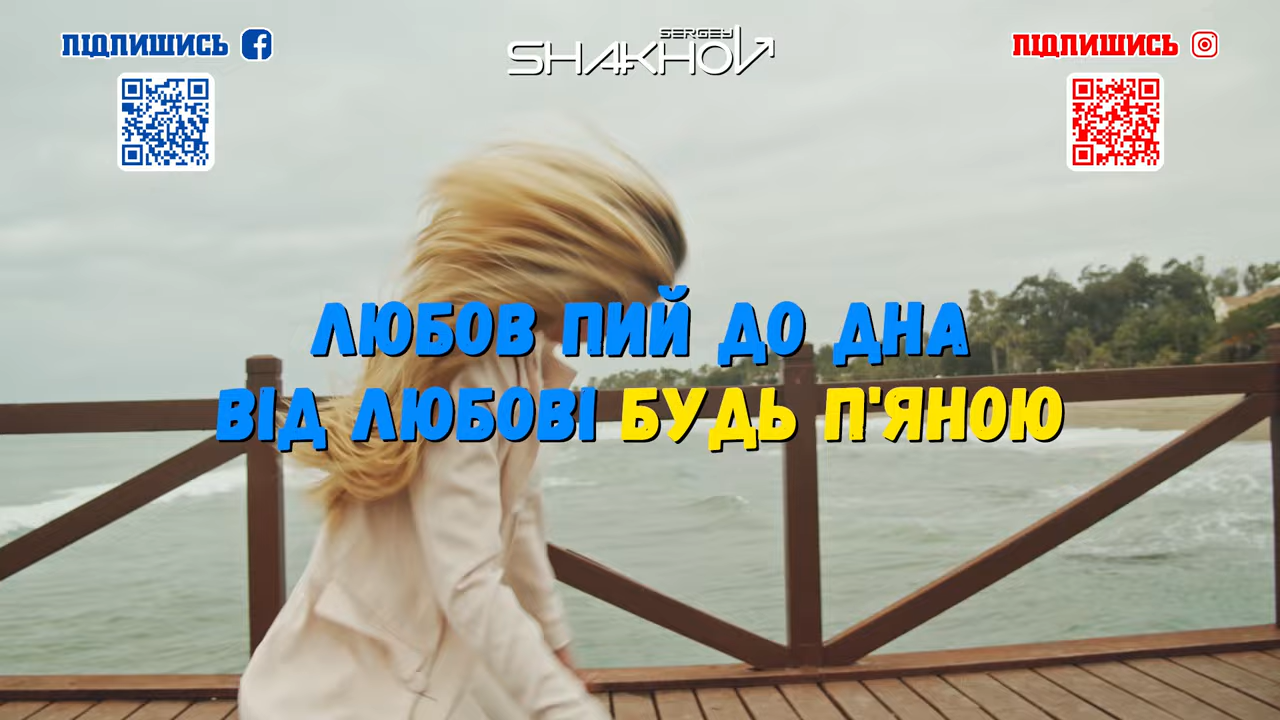 ПІДПИШИСЬ
SERGEY
SHAKHOV
ПІДПИШИСЬ
ЛЮБОВ ПИЙ ДО ДНА
ВІД ЛЮБОВІ БУДЬ П'ЯНОЮ